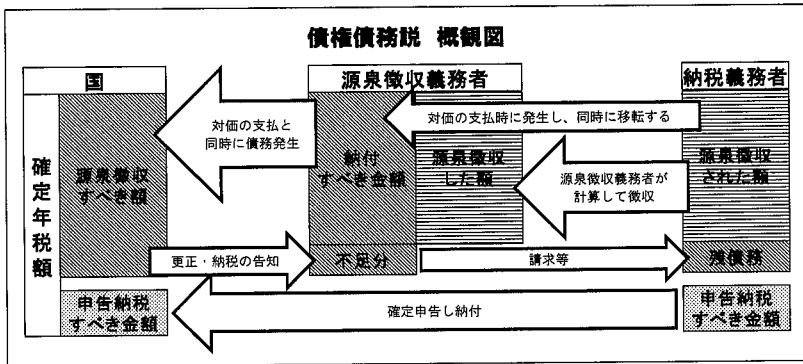 債権債務説 概観図
国
源泉徴収義務者
納税義務者
対価の支払と
同時に債務発生
対価の支払時に発生し、同時に移転する
確定年税額
源泉徴収
すべき額
納付
すべき金額
源泉徴収
した額
源泉徴収義務者が
計算して徴収
源泉徴収
された額
更正・納税の告知
不足分
請求等
残債務
申告納税
すべき金額
確定申告し納付
申告納税
すべき金額